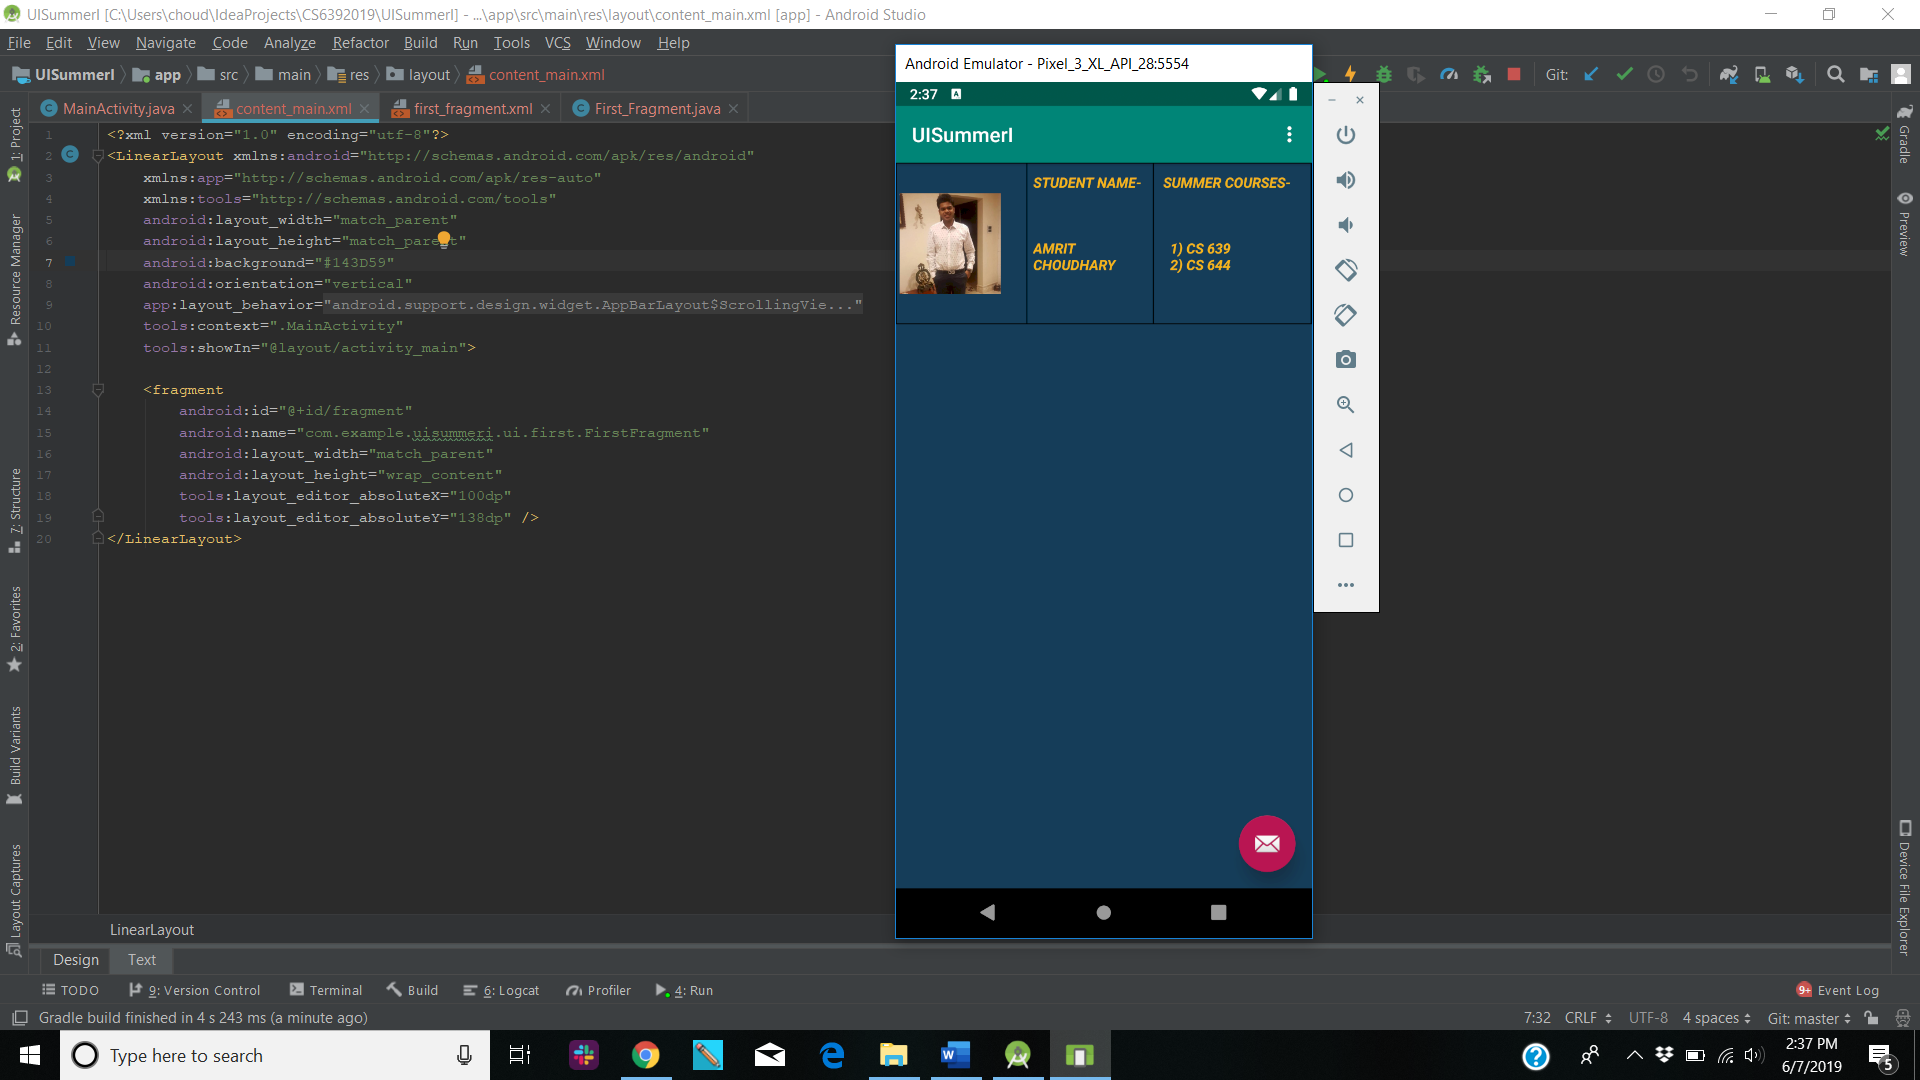 UISummerI [C:\Users\choud\IdeaProjects\CS6392019\UISummerI] - ...\app\src\main\res\layout\content_main.xml [app] - Android Studio
File Edit View Navigate Code Analyze Refactor Build Run Tools VCS Window Help
UISummerI app src main res layout content_main.xml
Git:
MainActivity.java content_main.xml first_fragment.xml First_Fragment.java
1 <?xml version="1.0" encoding="utf-8"?>
2 <LinearLayout xmlns:android="http://schemas.android.com/apk/res/android"
3 xmlns:app="http://schemas.android.com/apk/res-auto"
4 xmlns:tools="http://schemas.android.com/tools"
5 android:layout_width="match_parent"
6 android:layout_height="match_parent"
7 android:background="#143D59"
8 android:orientation="vertical"
9 app:layout_behavior="android.support.design.widget.AppBarLayout$ScrollingVie..."
10 tools:context=".MainActivity"
11 tools:showIn="@layout/activity_main">
12
13 <fragment
14 android:id="@+id/fragment"
15 android:name="com.example.uisummeri.ui.first.FirstFragment"
16 android:layout_width="match_parent"
17 android:layout_height="wrap_content"
18 tools:layout_editor_absoluteX="100dp"
19 tools:layout_editor_absoluteY="138dp" />
20 </LinearLayout>
1: Project
Resource Manager
7: Structure
2: Favorites
Build Variants
Layout Captures
Android Emulator - Pixel_3_XL_API_28:5554
2:37 A
UISummerI
STUDENT NAME-
AMRIT
CHOUDHARY
SUMMER COURSES-
1) CS 639
2) CS 644
Gradle
Preview
Device File Explorer
LinearLayout
Design Text
TODO 9: Version Control Terminal Build 6: Logcat Profiler 4: Run
9+ Event Log
Gradle build finished in 4 s 243 ms (a minute ago)
7:32 CRLF UTF-8 4 spaces Git: master
Type here to search
2:37 PM
6/7/2019
5